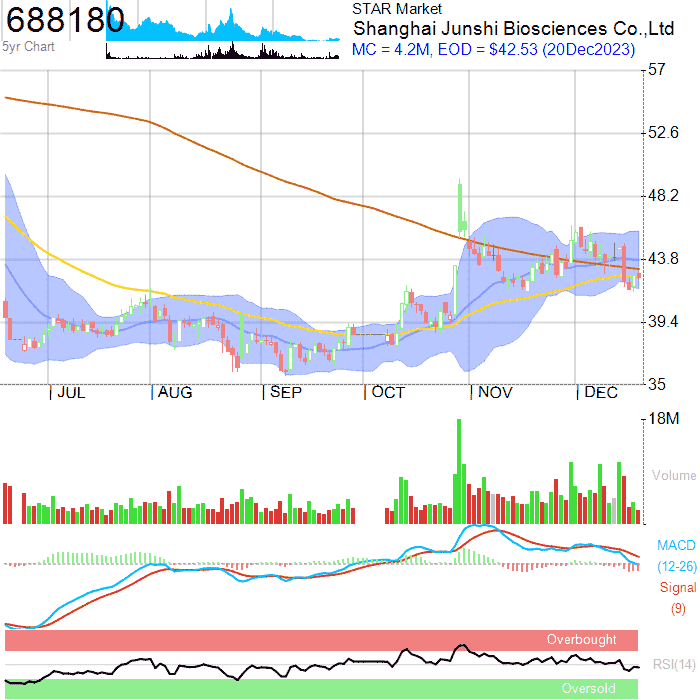 688180
5yr Chart
STAR Market
Shanghai Junshi Biosciences Co.,Ltd
MC = 4.2M, EOD = $42.53 (20Dec2023)
57
52.6
48.2
43.8
39.4
35
JUL
AUG
SEP
OCT
NOV
DEC
18M
Volume
MACD
(12-26)
Signal
(9)
Overbought
RSI(14)
Oversold